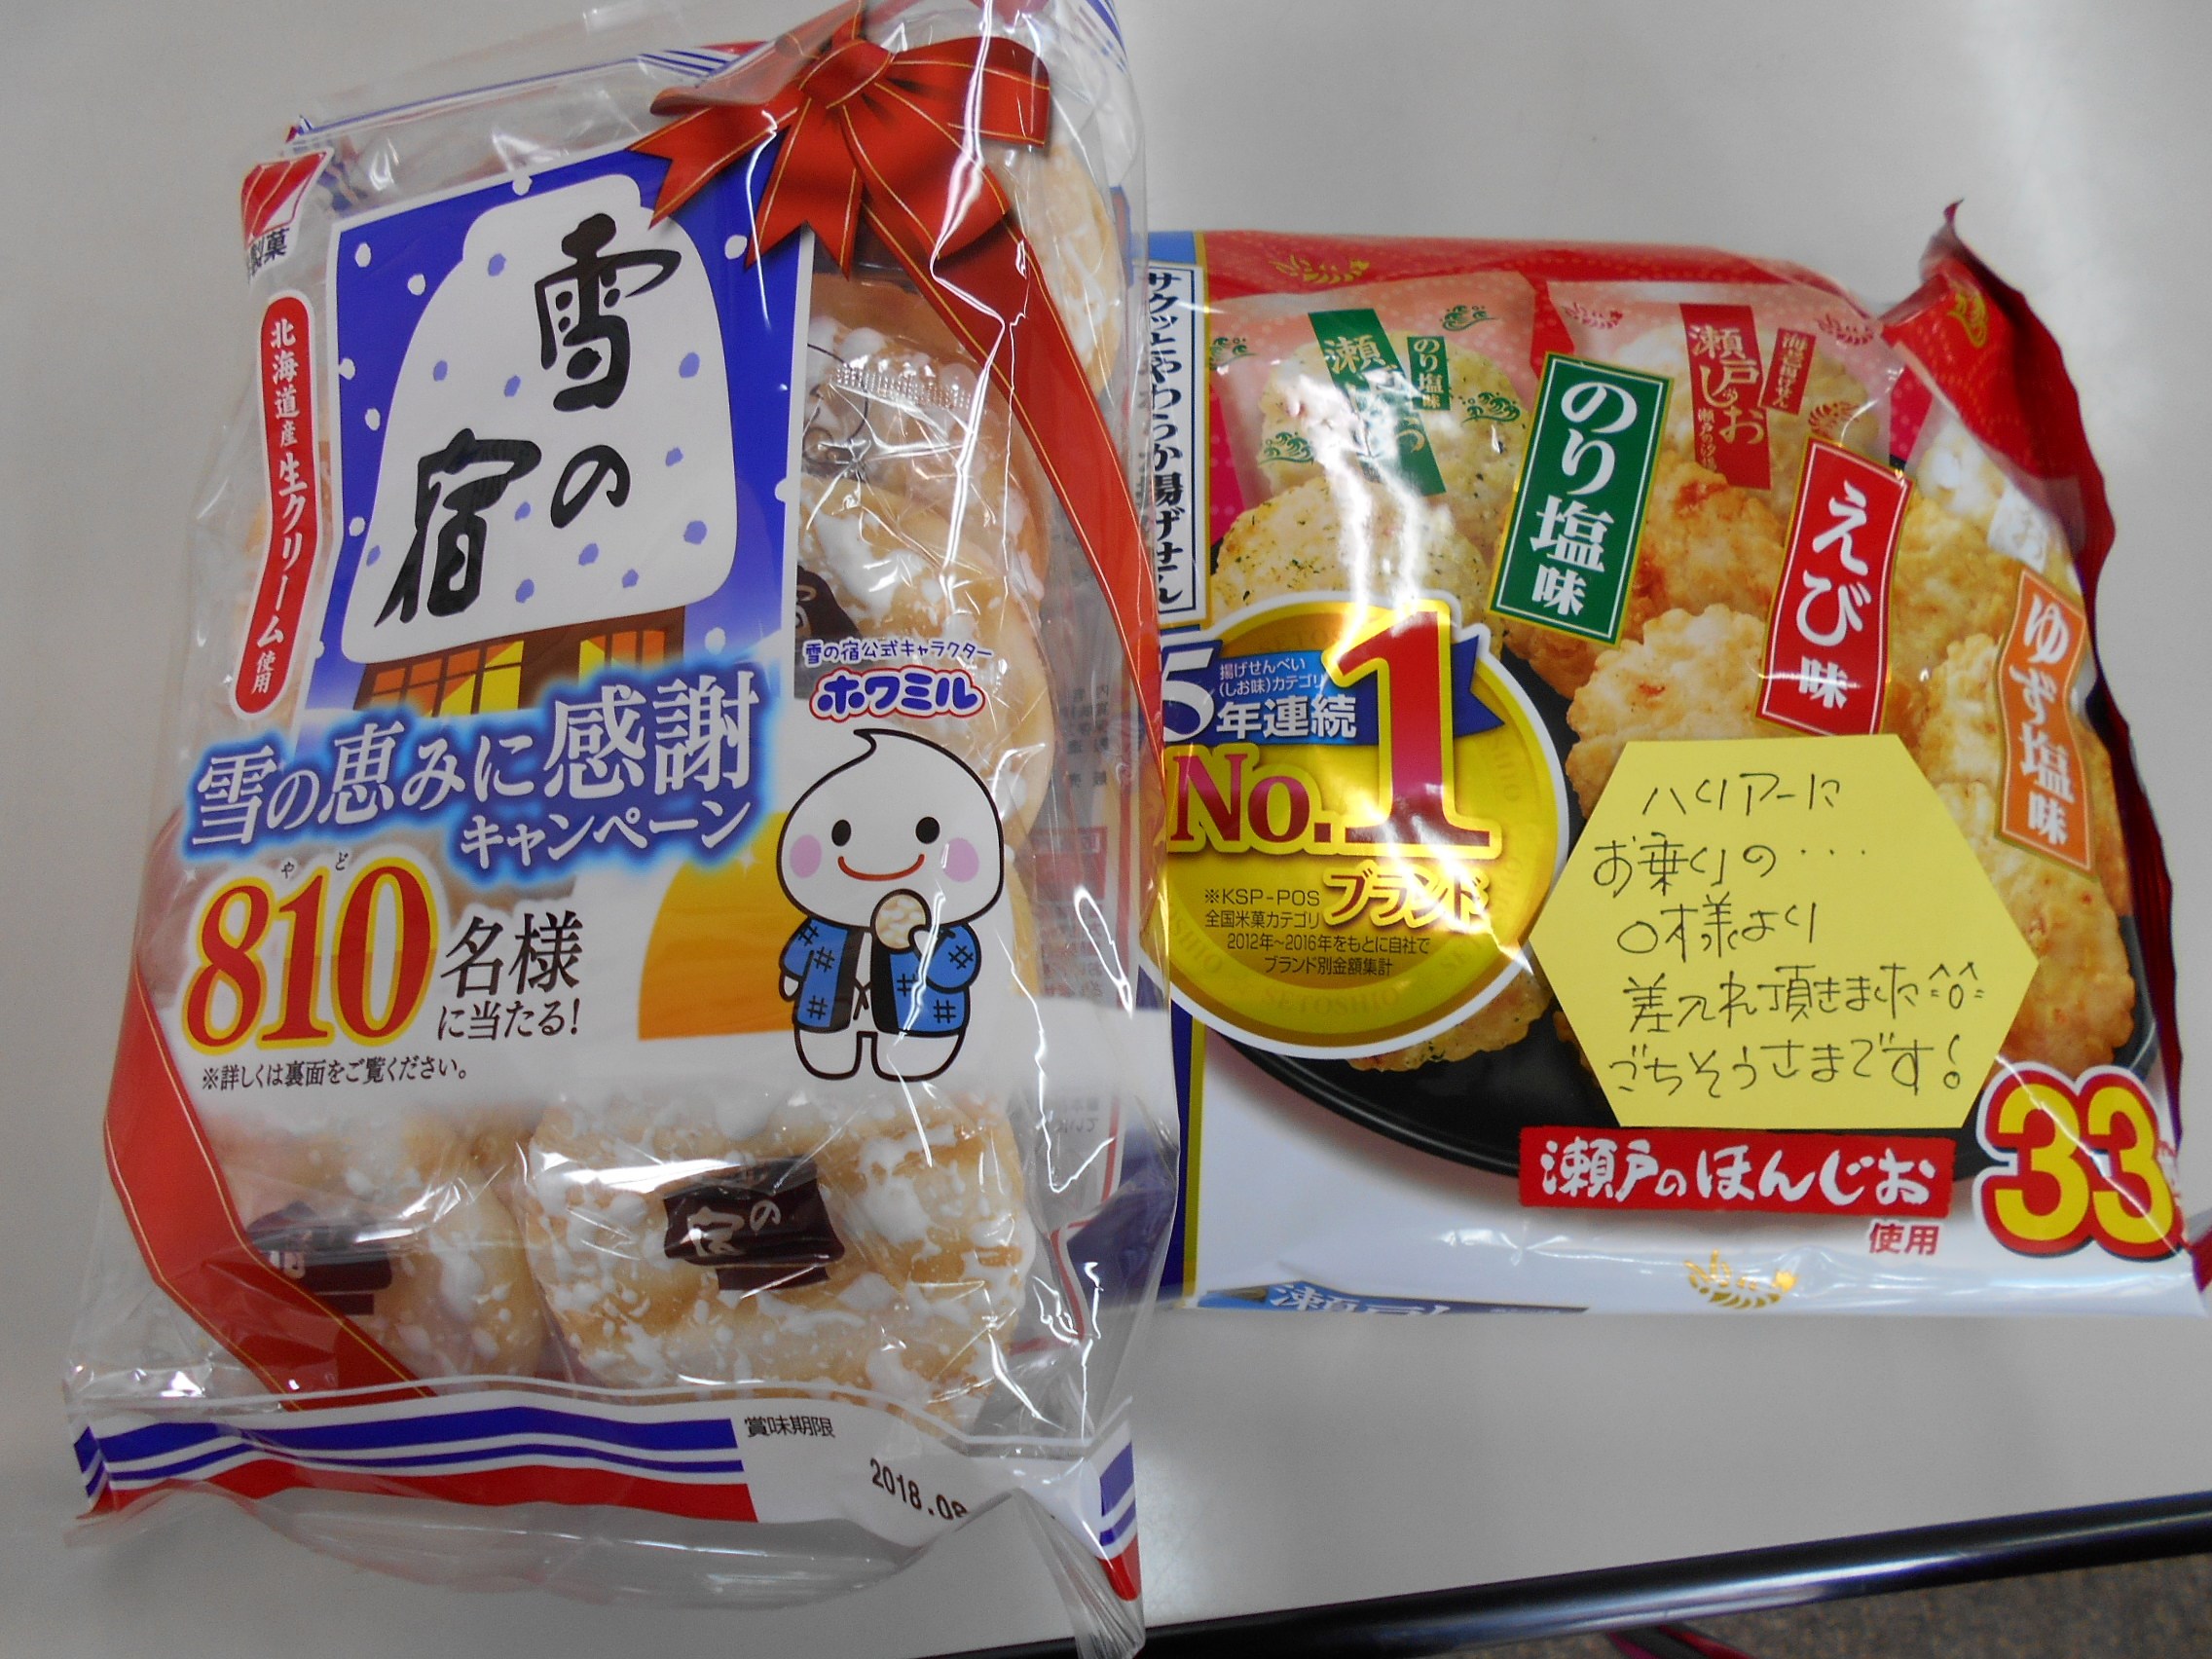 製菓
北海道産生クリーム使用
雪の
宿
雪の宿公式キャラクター
ホワミル
雪の恵みに感謝
キャンペーン
やど
810名様
に当たる!
※詳しくは裏面をご覧ください。
の
宿
賞味期限
2018.08
サクッとやわらか揚げせん
のり塩味
瀬戸しお
のり塩味
えび味
ゆず塩味
揚げせんべい
(しお味)カテゴリ
5年連続
No.1
ブランド
※KSP-POS
全国米菓カテゴリ
2012年~2016年をもとに自社で
ブランド別金額集計
SETOSHIO
ハリアーに
お乗りの・・・
O様より
差入れ頂きました^^
ごちそうさまです!
瀬戸のほんじお
使用
33